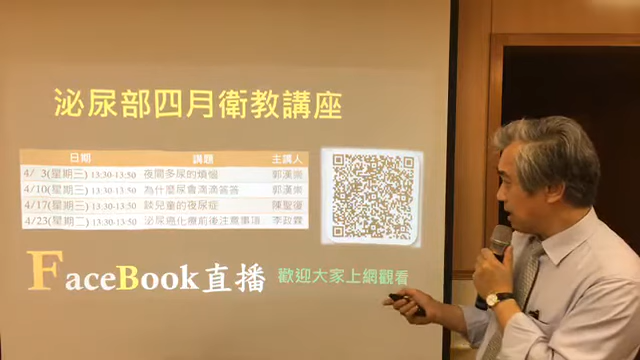 泌尿部四月衛教講座
日期 講題 主講人
4/ 3(星期三) 13:30-13:50 夜間多尿的煩惱 郭漢崇
4/10(星期三) 13:30-13:50 為什麼尿會滴滴答答 郭漢崇
4/17(星期三) 13:30-13:50 談兒童的夜尿症 陳聖復
4/23(星期二) 13:30-13:50 泌尿癌化療前後注意事項 李政霖
FaceBook直播 歡迎大家上網觀看